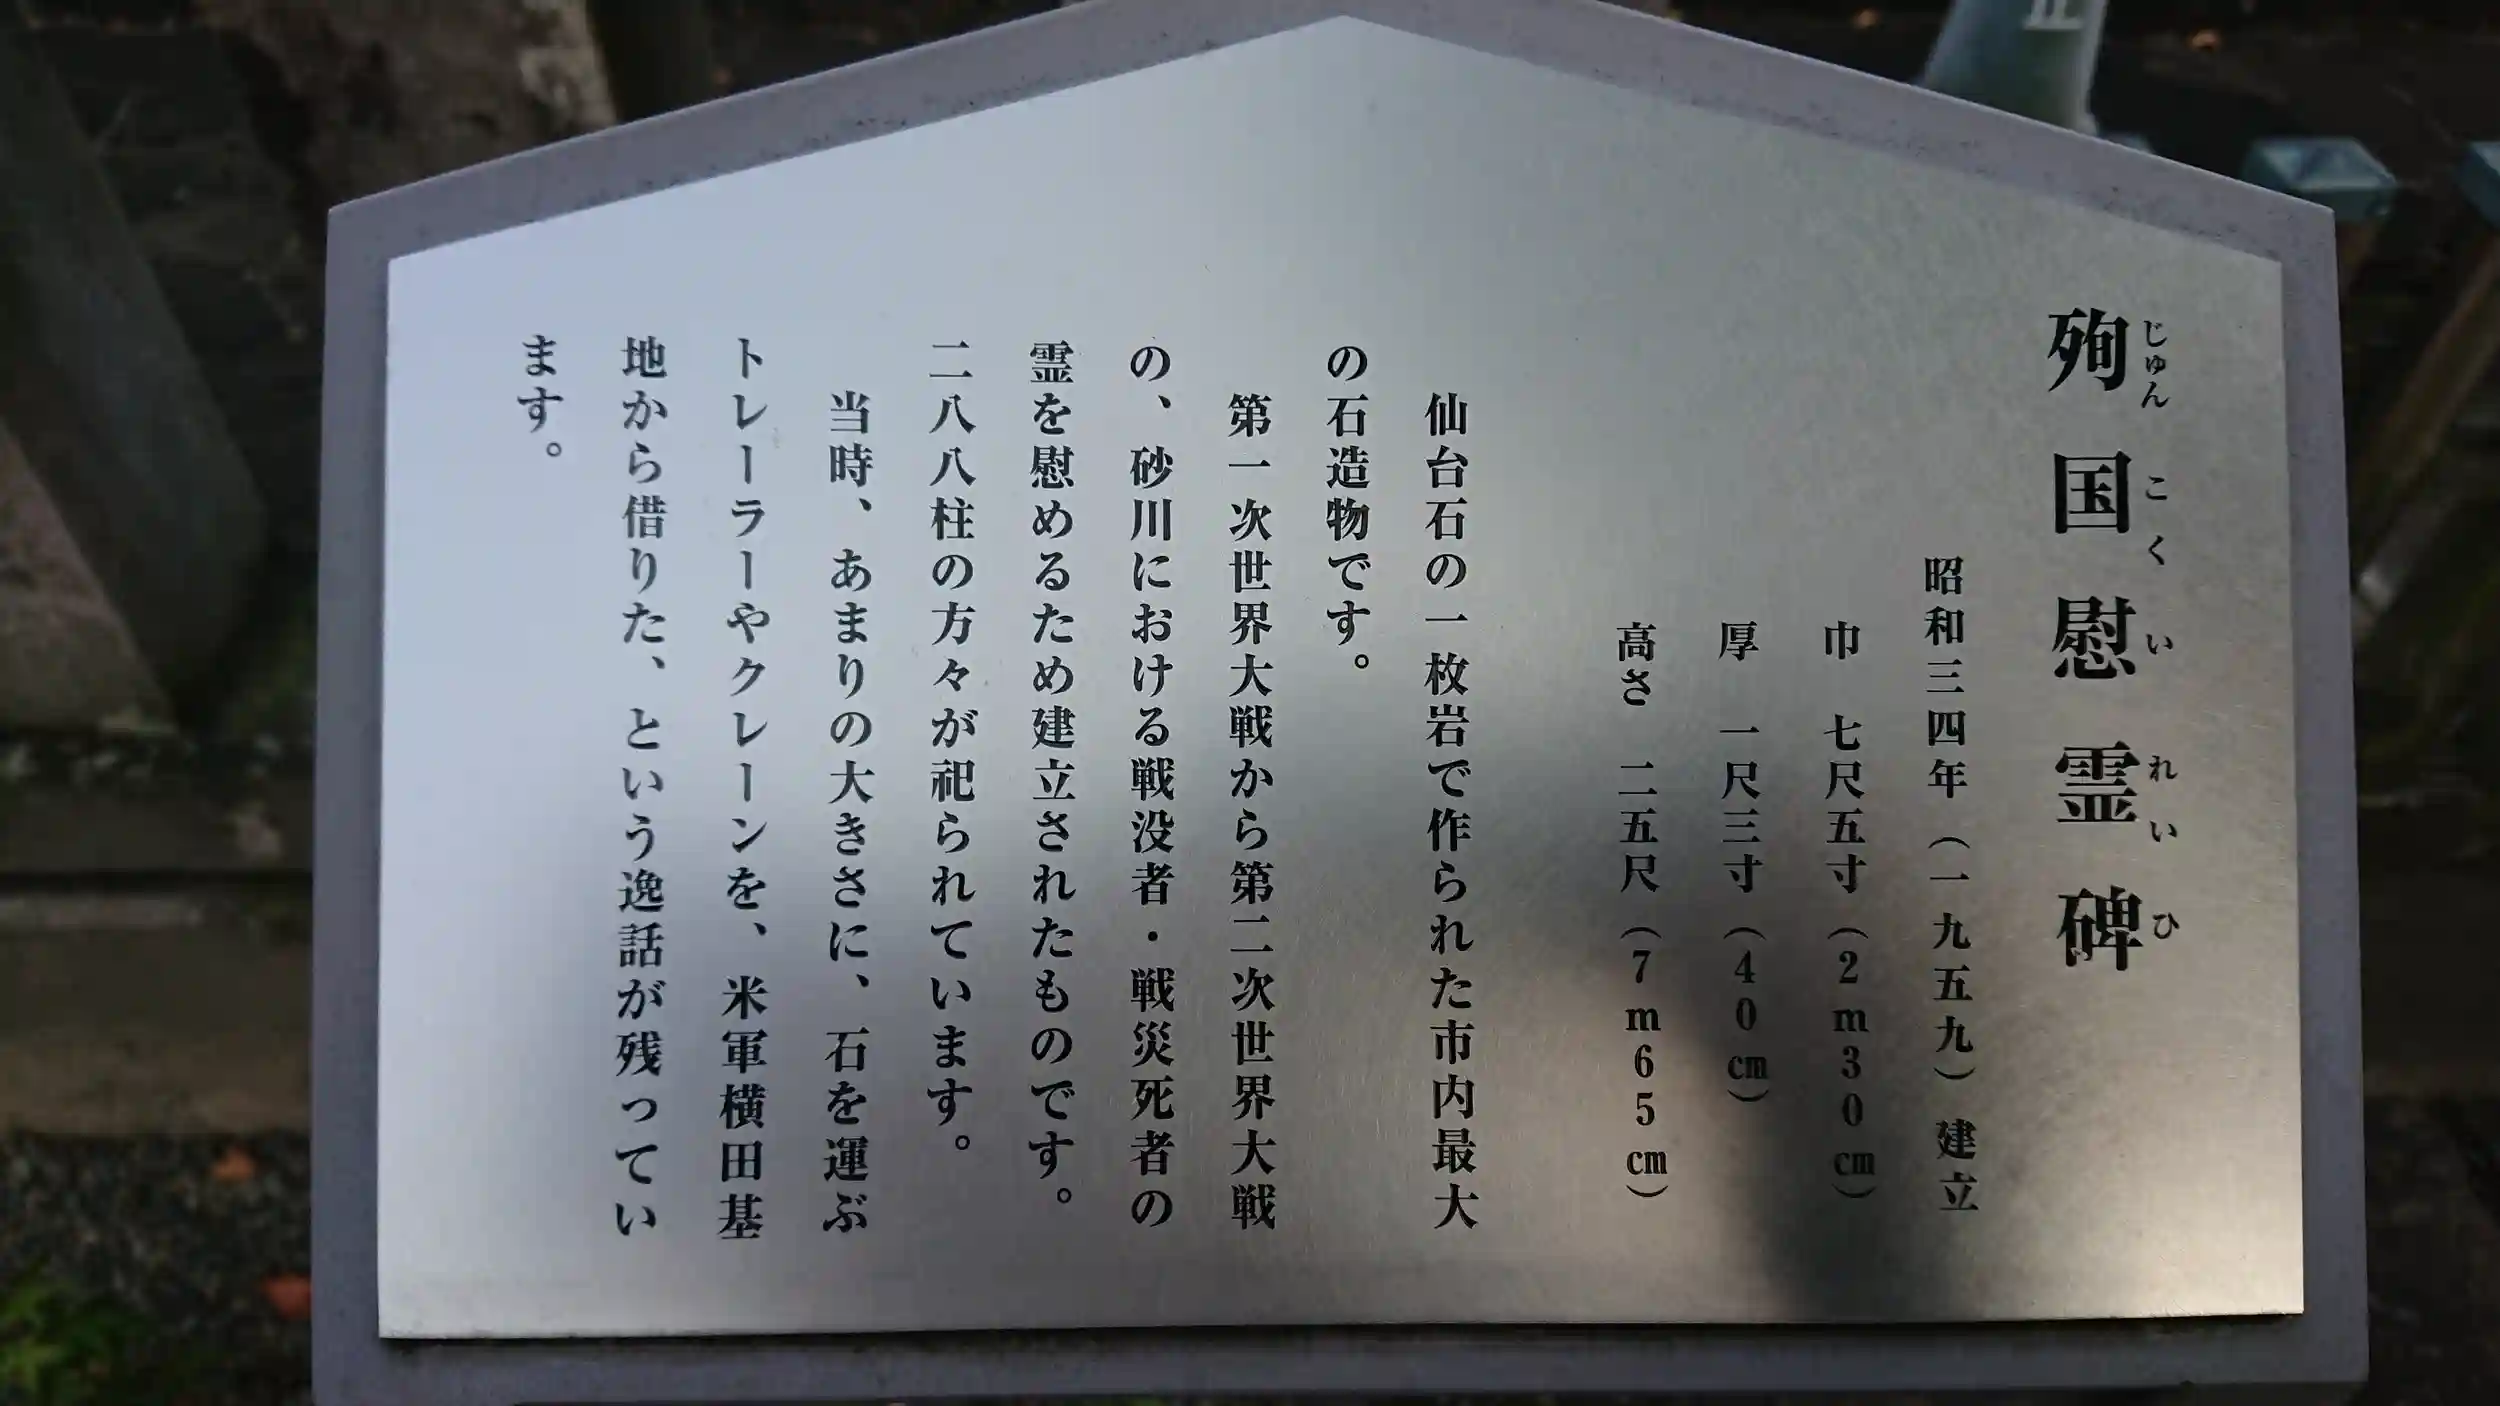 殉国慰霊碑
じゅんこくいれいひ
昭和三四年（一九五九）建立
巾　七尺五寸（2m30㎝）
厚　一尺三寸（40㎝）
高さ　二五尺（7m65㎝）
仙台石の一枚岩で作られた市内最大
の石造物です。
第一次世界大戦から第二次世界大戦
の、砂川における戦没者・戦災死者の
霊を慰めるため建立されたものです。
二八八柱の方々が祀られています。
当時、あまりの大きさに、石を運ぶ
トレーラーやクレーンを、米軍横田基
地から借りた、という逸話が残ってい
ます。